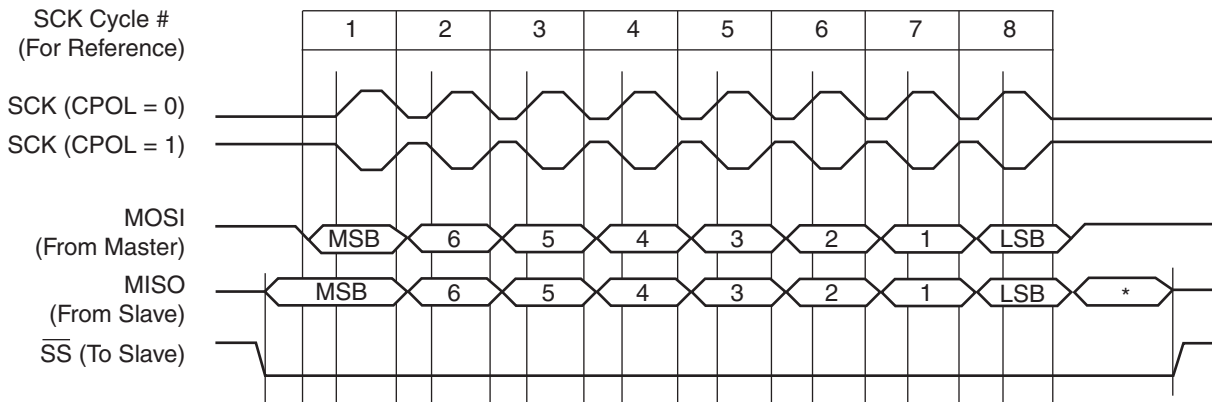 SCK Cycle #
(For Reference)
1 2 3 4 5 6 7 8
SCK (CPOL = 0)
SCK (CPOL = 1)
MOSI
(From Master)
MSB 6 5 4 3 2 1 LSB
MISO
(From Slave)
MSB 6 5 4 3 2 1 LSB *
S̅S̅ (To Slave)